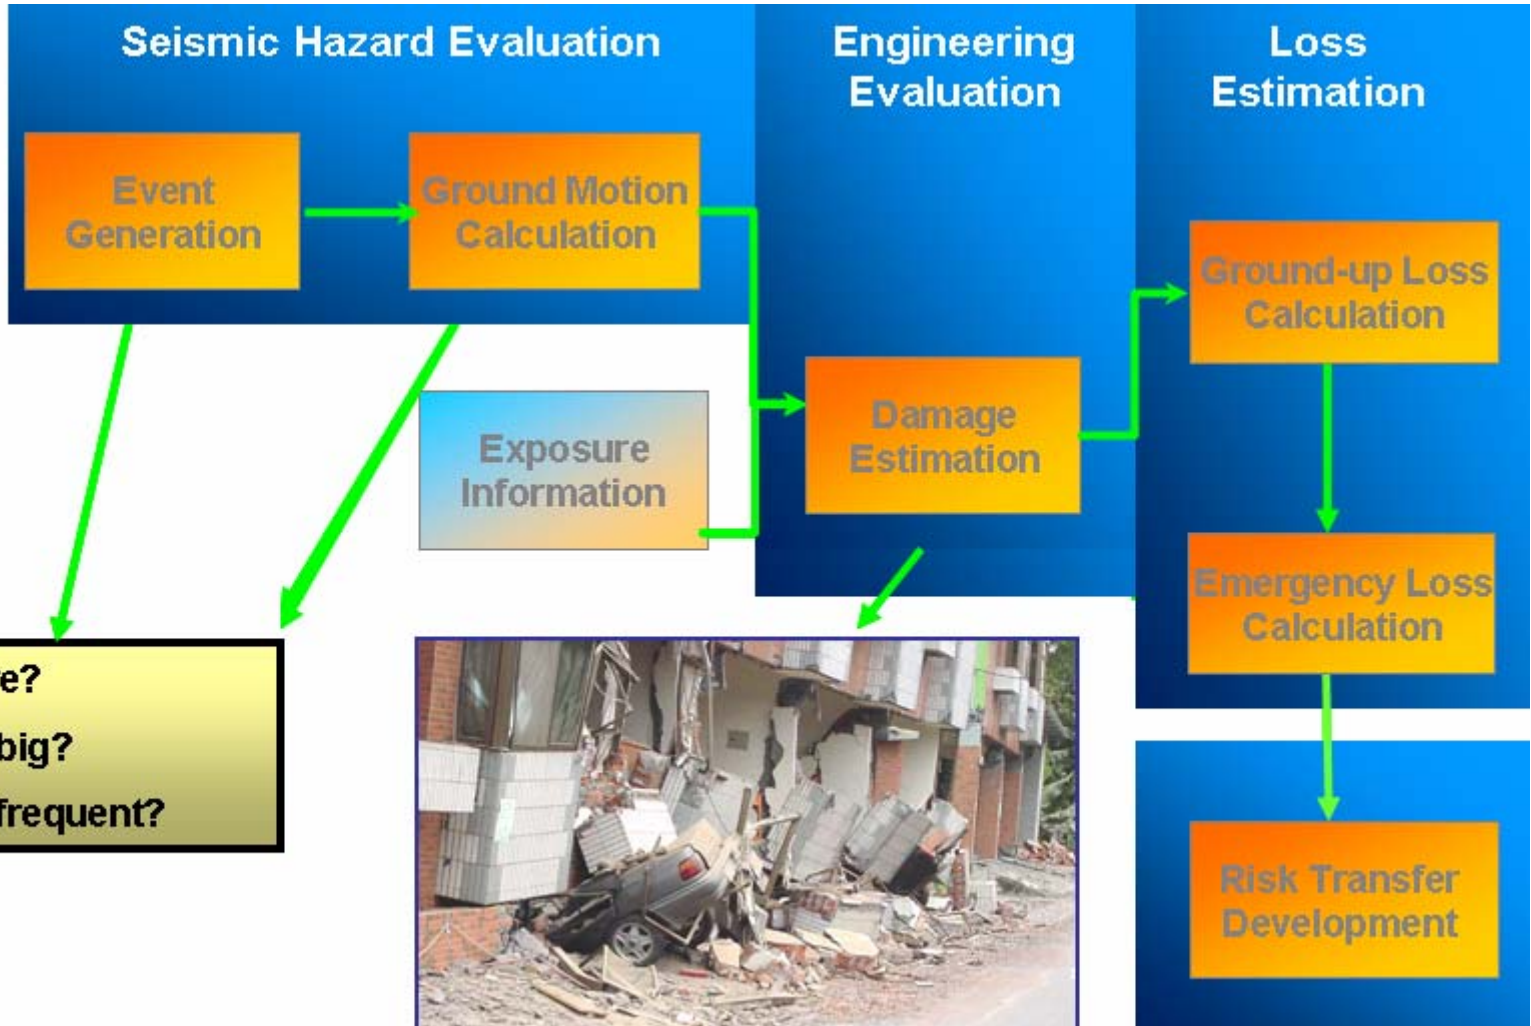 Seismic Hazard Evaluation
Engineering
Evaluation
Loss
Estimation
Event
Generation
Ground Motion
Calculation
Ground-up Loss
Calculation
Exposure
Information
Damage
Estimation
Emergency Loss
Calculation
big?
frequent?
Risk Transfer
Development